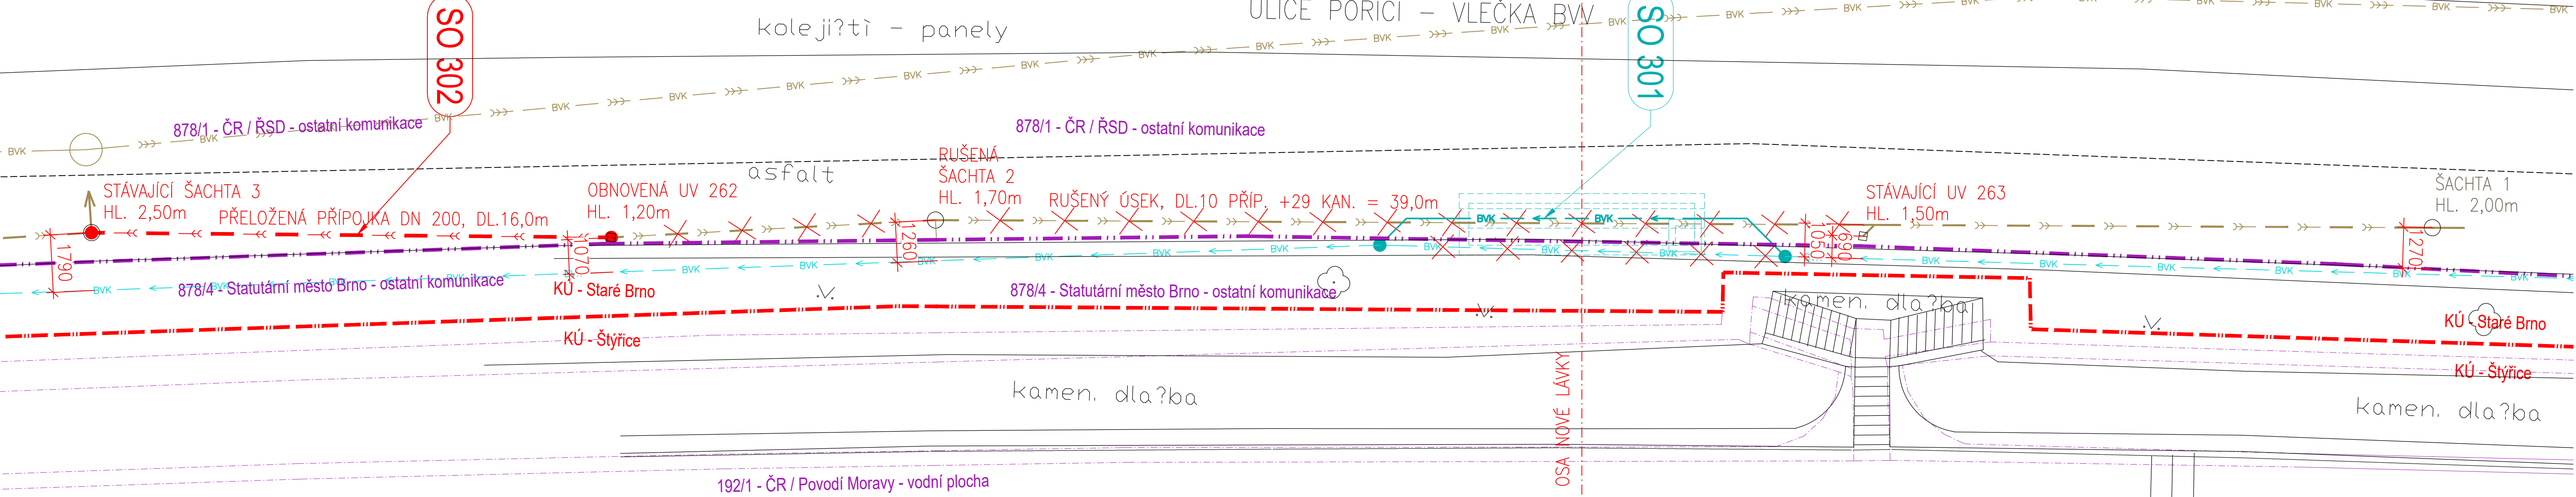 ULICE POŘÍČÍ – VLEČKA BVV
koleji?tì - panely
SO 302
SO 301
878/1 - ČR / ŘSD - ostatní komunikace
878/1 - ČR / ŘSD - ostatní komunikace
asfalt
STÁVAJÍCÍ ŠACHTA 3
HL. 2,50m
PŘELOŽENÁ PŘÍPOJKA DN 200, DL.16,0m
OBNOVENÁ UV 262
HL. 1,20m
RUŠENÁ
ŠACHTA 2
HL. 1,70m
RUŠENÝ ÚSEK, DL.10 PŘÍP. +29 KAN. = 39,0m
STÁVAJÍCÍ UV 263
HL. 1,50m
ŠACHTA 1
HL. 2,00m
BVK
1790
1070
1260
1050
690
1270
878/4 - Statutární město Brno - ostatní komunikace
878/4 - Statutární město Brno - ostatní komunikace
KÚ - Staré Brno
KÚ - Štýřice
kamen. dla?ba
KÚ - Staré Brno
KÚ - Štýřice
kamen. dla?ba
kamen. dla?ba
OSA NOVÉ LÁVKY
192/1 - ČR / Povodí Moravy - vodní plocha